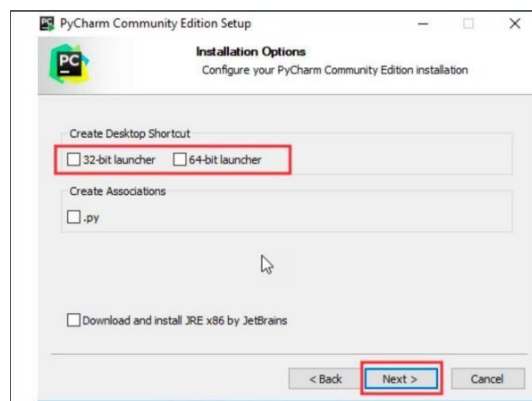 PC PyCharm Community Edition Setup
PC
Installation Options
Configure your PyCharm Community Edition installation
Create Desktop Shortcut
32-bit launcher 64-bit launcher
Create Associations
.py
Download and install JRE x86 by JetBrains
< Back Next > Cancel